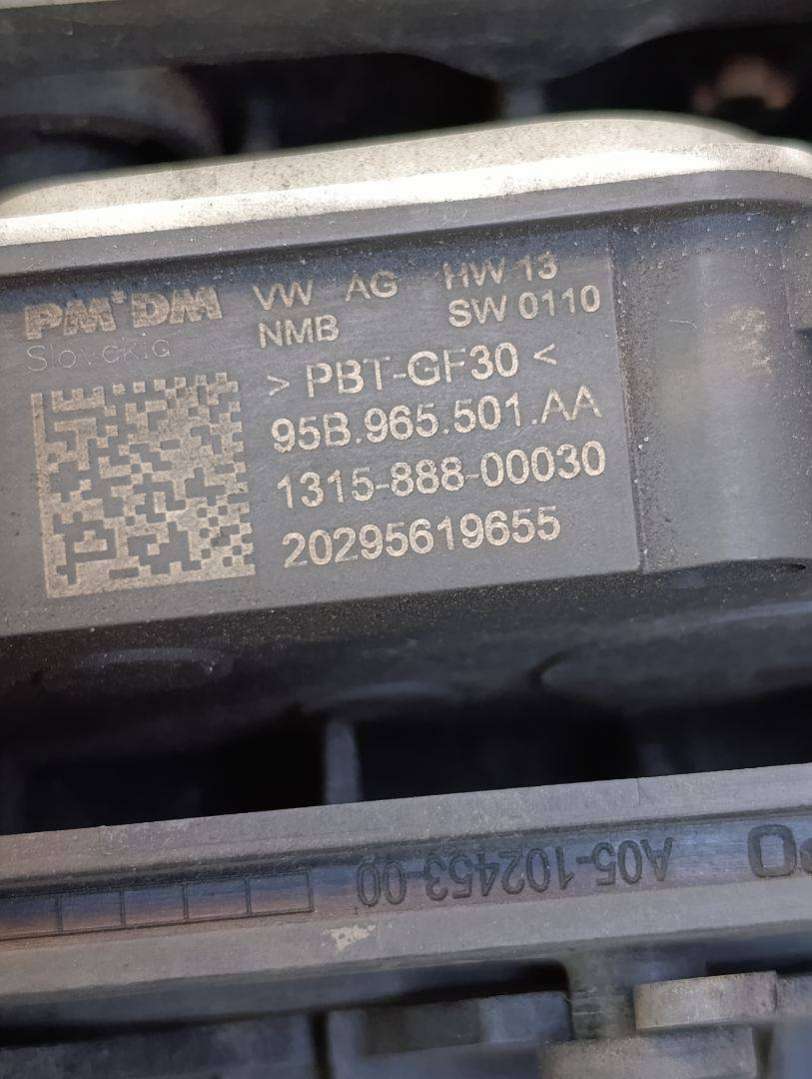 PM DM
Slovakia
VW AG HW 13
NMB SW 0110
> PBT-GF30 <
95B.965.501.AA
1315-888-00030
20295619655
A05-102453-00